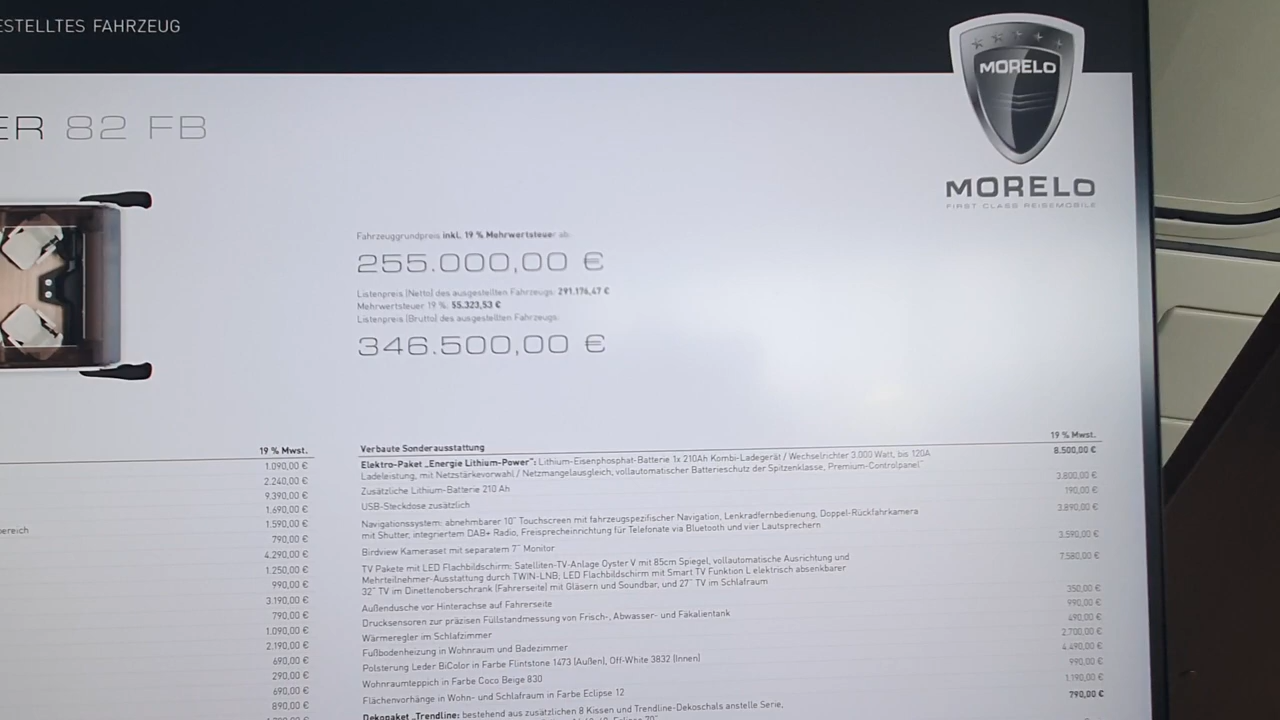 ESTELLTES FAHRZEUG
MORELO
ER 82 FB
MORELO
FIRST CLASS REISEMOBILE
Fahrzeuggrundpreis inkl. 19 % Mehrwertsteuer ab:
255.000,00 €
Listenpreis (Netto) des ausgestellten Fahrzeugs: 291.176,47 €
Mehrwertsteuer 19 %: 55.323,53 €
Listenpreis (Brutto) des ausgestellten Fahrzeugs:
346.500,00 €
19 % Mwst.
1.090,00 €
2.240,00 €
9.390,00 €
1.690,00 €
ereich
1.590,00 €
790,00 €
4.290,00 €
1.250,00 €
990,00 €
3.190,00 €
790,00 €
1.090,00 €
2.190,00 €
690,00 €
290,00 €
690,00 €
890,00 €
Verbaute Sonderausstattung 19 % Mwst.
Elektro-Paket „Energie Lithium-Power": Lithium-Eisenphosphat-Batterie 1x 210Ah Kombi-Ladegerät / Wechselrichter 3.000 Watt, bis 120A 8.500,00 €
Ladeleistung, mit Netzstärkevorwahl / Netzmangelausgleich, vollautomatischer Batterieschutz der Spitzenklasse, Premium-Controlpanel"
Zusätzliche Lithium-Batterie 210 Ah 3.800,00 €
USB-Steckdose zusätzlich 190,00 €
Navigationssystem: abnehmbarer 10" Touchscreen mit fahrzeugspezifischer Navigation, Lenkradfernbedienung, Doppel-Rückfahrkamera 3.890,00 €
mit Shutter, integriertem DAB+ Radio, Freisprecheinrichtung für Telefonate via Bluetooth und vier Lautsprechern
Birdview Kameraset mit separatem 7" Monitor 3.590,00 €
TV Pakete mit LED Flachbildschirm: Satelliten-TV-Anlage Oyster V mit 85cm Spiegel, vollautomatische Ausrichtung und 7.580,00 €
Mehrteilnehmer-Ausstattung durch TWIN-LNB, LED Flachbildschirm mit Smart TV Funktion L elektrisch absenkbarer
32" TV im Dinettenoberschrank (Fahrerseite) mit Gläsern und Soundbar, und 27" TV im Schlafraum
Außendusche vor Hinterachse auf Fahrerseite 350,00 €
Drucksensoren zur präzisen Füllstandmessung von Frisch-, Abwasser- und Fäkalientank 990,00 €
Wärmeregler im Schlafzimmer 490,00 €
Fußbodenheizung in Wohnraum und Badezimmer 2.700,00 €
Polsterung Leder BiColor in Farbe Flintstone 1473 (Außen), Off-White 3832 (Innen) 4.490,00 €
Wohnraumteppich in Farbe Coco Beige 830 990,00 €
Flächenvorhänge in Wohn- und Schlafraum in Farbe Eclipse 12 1.190,00 €
Dekopaket „Trendline: bestehend aus zusätzlichen 8 Kissen und Trendline-Dekoschals anstelle Serie, 790,00 €